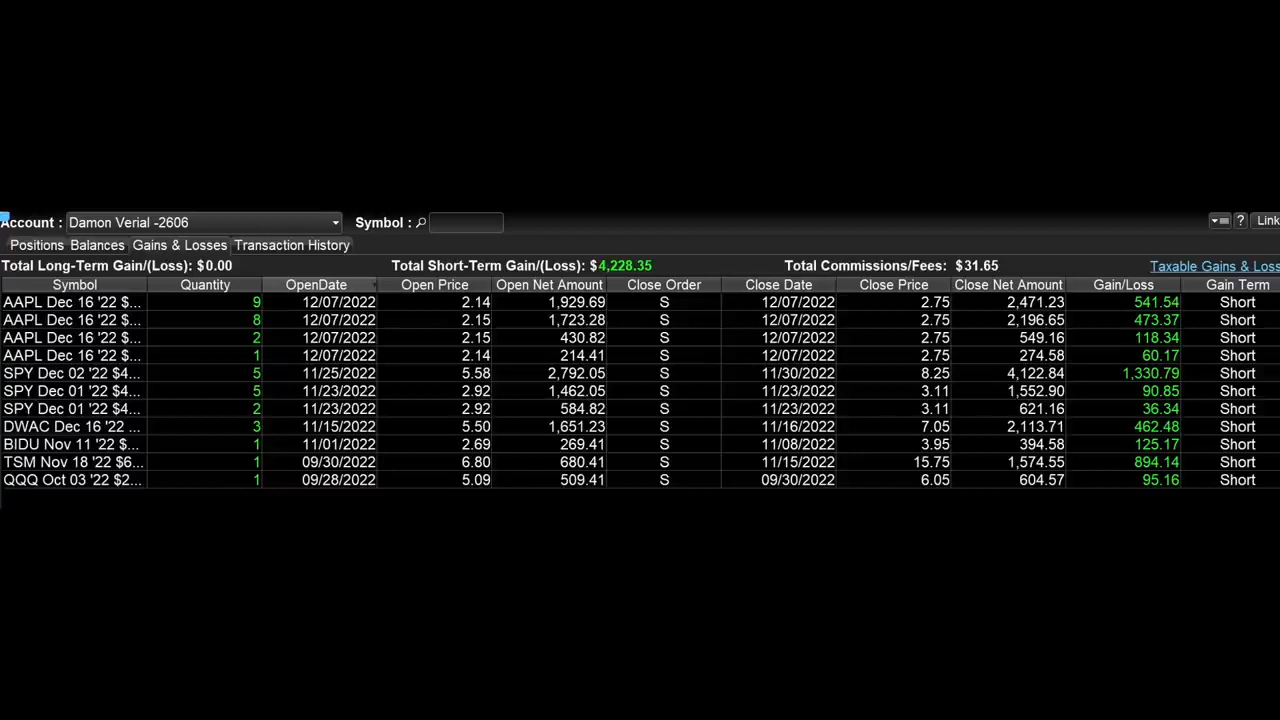 Account : Damon Verial -2606 Symbol : ? Link
Positions Balances Gains & Losses Transaction History
Total Long-Term Gain/(Loss): $0.00 Total Short-Term Gain/(Loss): $4,228.35 Total Commissions/Fees: $31.65 Taxable Gains & Loss
Symbol Quantity OpenDate Open Price Open Net Amount Close Order Close Date Close Price Close Net Amount Gain/Loss Gain Term
AAPL Dec 16 '22 $... 9 12/07/2022 2.14 1,929.69 S 12/07/2022 2.75 2,471.23 541.54 Short
AAPL Dec 16 '22 $... 8 12/07/2022 2.15 1,723.28 S 12/07/2022 2.75 2,196.65 473.37 Short
AAPL Dec 16 '22 $... 2 12/07/2022 2.15 430.82 S 12/07/2022 2.75 549.16 118.34 Short
AAPL Dec 16 '22 $... 1 12/07/2022 2.14 214.41 S 12/07/2022 2.75 274.58 60.17 Short
SPY Dec 02 '22 $4... 5 11/25/2022 5.58 2,792.05 S 11/30/2022 8.25 4,122.84 1,330.79 Short
SPY Dec 01 '22 $4... 5 11/23/2022 2.92 1,462.05 S 11/23/2022 3.11 1,552.90 90.85 Short
SPY Dec 01 '22 $4... 2 11/23/2022 2.92 584.82 S 11/23/2022 3.11 621.16 36.34 Short
DWAC Dec 16 '22 ... 3 11/15/2022 5.50 1,651.23 S 11/16/2022 7.05 2,113.71 462.48 Short
BIDU Nov 11 '22 $... 1 11/01/2022 2.69 269.41 S 11/08/2022 3.95 394.58 125.17 Short
TSM Nov 18 '22 $6... 1 09/30/2022 6.80 680.41 S 11/15/2022 15.75 1,574.55 894.14 Short
QQQ Oct 03 '22 $2... 1 09/28/2022 5.09 509.41 S 09/30/2022 6.05 604.57 95.16 Short